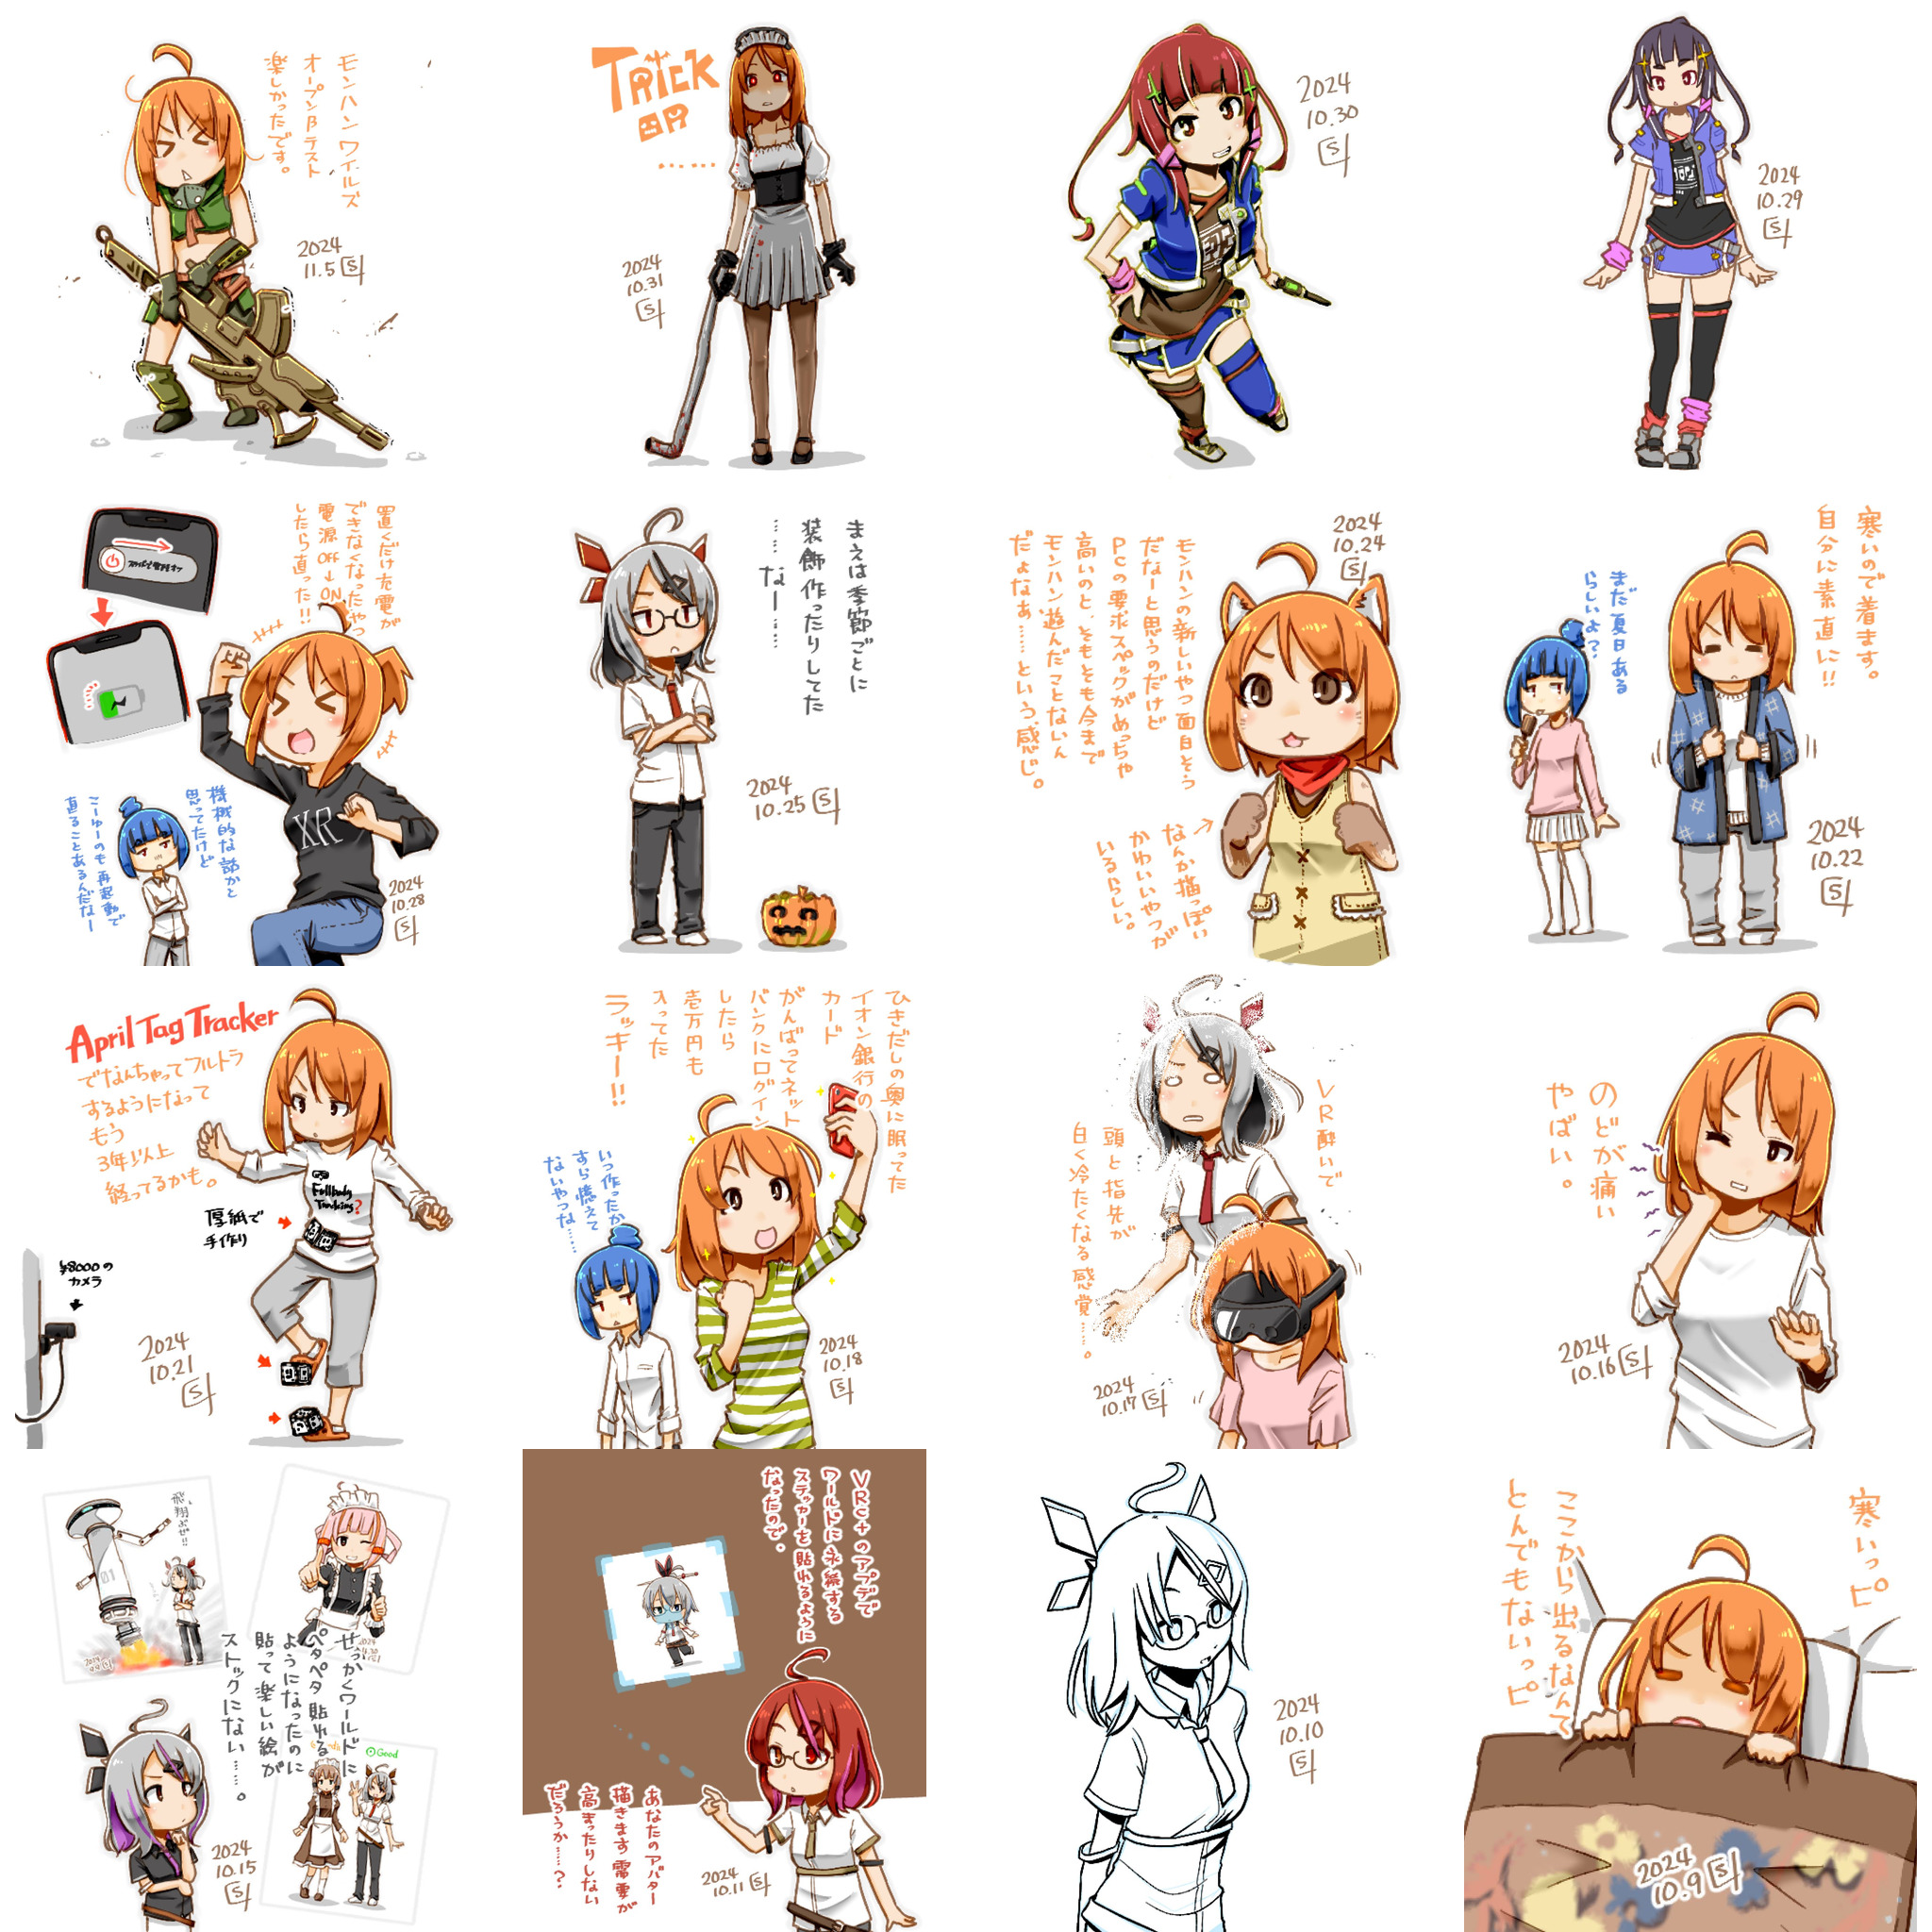 モンハンワイルズ
オープンβテスト
楽しかったです。
2024
11.5 S
TRICK
OR
……
2024
10.31
S
2024
10.30
S
2024
10.29
S
置くだけ充電が
できなくなったやつ
電源OFF→ON
したら直った!!
機械的な話かと
思ってたけど
こーゆーのも再起動で
直ることあるんだなー
XR
2024
10.28
S
まえは季節ごとに
装飾作ったりしてた
……なー……
2024
10.25 S
2024
10.24
S
モンハンの新しいやつ面白そう
だなーと思うのだけど
PCの要求スペックがめっちゃ
高いのと、そもそも今まで
モンハン遊んだことないん
だよなぁ……という感じ。
なんか猫っぽい
かわいいやつが
いるらしい。
寒いので着ます。
自分に素直に!!
まだ夏日ある
らしいよ?
2024
10.22
S
April Tag Tracker
でなんちゃってフルトラ
するようになって
もう
3年以上
経ってるかも。
Fullbody
Tracking?
厚紙で
手作り
¥8000の
カメラ
2024
10.21
S
ひきだしの奥に眠ってた
イオン銀行の
カード
がんばってネット
バンクにログイン
したら
壱万円も
入ってた
ラッキー!!
いつ作ったか
すら憶えて
ないやつな……
2024
10.18
S
VR酔いで
頭と指先が
白く冷たくなる感覚……。
2024
10.17 S
のどが痛い
やばい。
2024
10.16 S
飛翔ぶぜ!!
01
Good
せっかくワールドに
ペタペタ貼れる
ようになったのに
貼って楽しい絵が
ストックにない……。
2024
10.15
S
VRC+のアプデで
ワールドに永続する
ステッカーを貼れるように
なったので、
あなたのアバター
描きます需要が
高まったりしない
だろうか……?
2024
10.11 S
2024
10.10
S
寒いっピ
ここから出るなんて
とんでもないっピ
2024
10.9 S